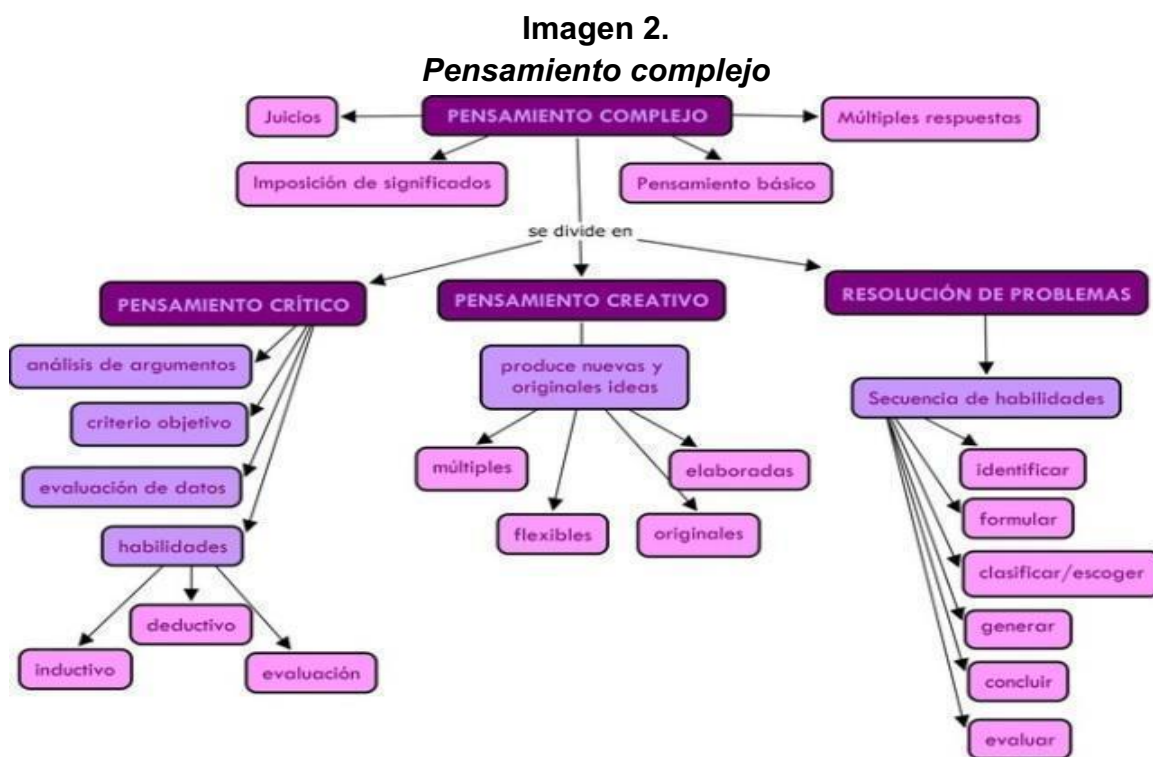 Imagen 2.
Pensamiento complejo
Juicios
PENSAMIENTO COMPLEJO
Múltiples respuestas
Imposición de significados
Pensamiento básico
se divide en
PENSAMIENTO CRÍTICO
PENSAMIENTO CREATIVO
RESOLUCIÓN DE PROBLEMAS
análisis de argumentos
criterio objetivo
evaluación de datos
habilidades
inductivo
deductivo
evaluación
produce nuevas y
originales ideas
múltiples
flexibles
originales
elaboradas
Secuencia de habilidades
identificar
formular
clasificar/escoger
generar
concluir
evaluar